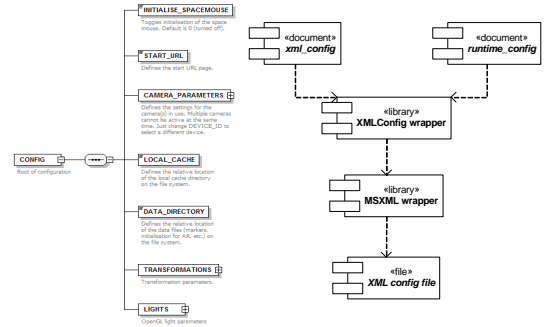 CONFIG
Root of configuration
INITIALISE_SPACEMOUSE
Toggles initialisation of the space
mouse. Default is 0 (turned off).
START_URL
Defines the start URL page.
CAMERA_PARAMETERS
Defines the settings for the
camera(s) in use. Multiple cameras
cannot be active at the same
time. Just change DEVICE_ID to
select a different device.
LOCAL_CACHE
Defines the relative location
of the local cache directory
on the file system.
DATA_DIRECTORY
Defines the relative location
of the data files (markers,
initialisation for AR, etc.) on
the file system.
TRANSFORMATIONS
Transformation parameters.
LIGHTS
OpenGL light parameters
«document»
xml_config
«document»
runtime_config
«library»
XMLConfig wrapper
«library»
MSXML wrapper
«file»
XML config file